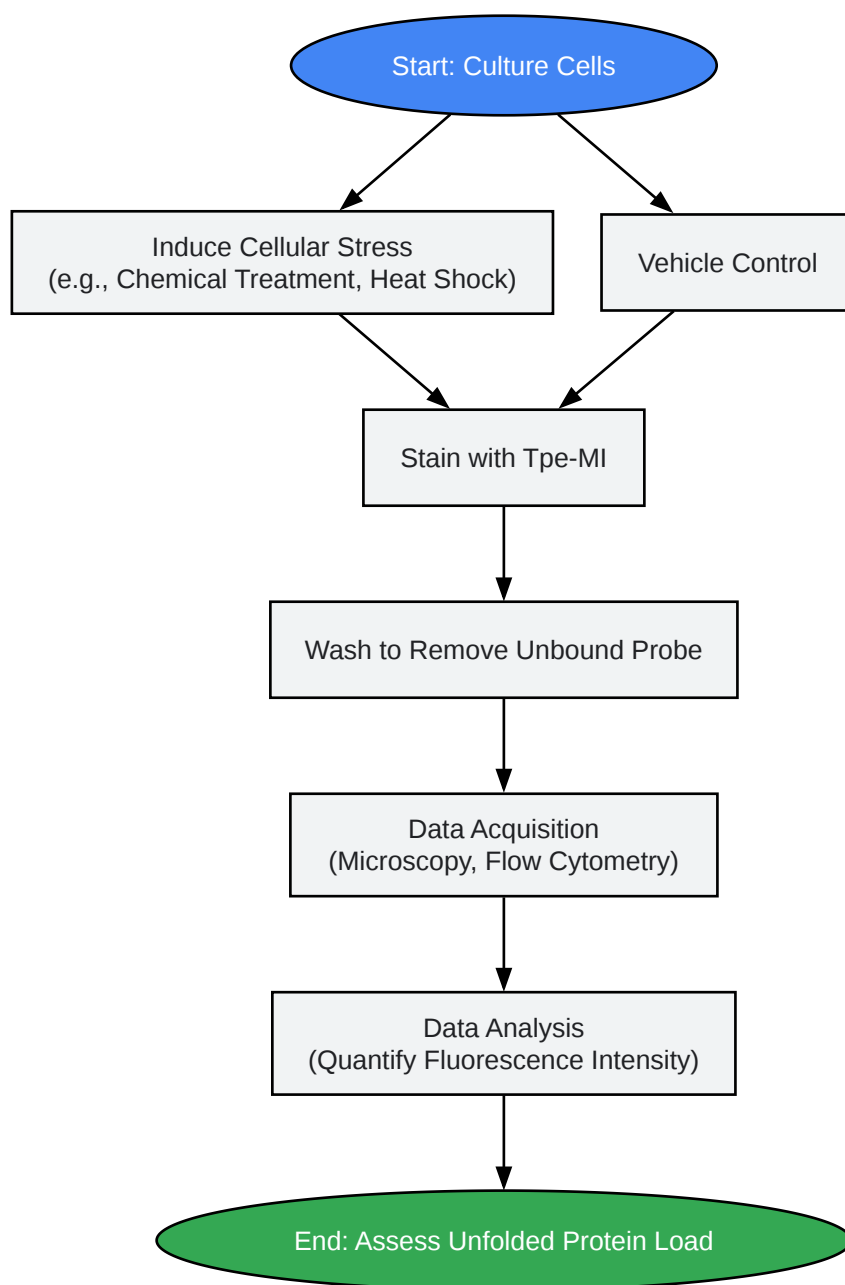 Start: Culture Cells
Induce Cellular Stress
(e.g., Chemical Treatment, Heat Shock)
Vehicle Control
Stain with Tpe-MI
Wash to Remove Unbound Probe
Data Acquisition
(Microscopy, Flow Cytometry)
Data Analysis
(Quantify Fluorescence Intensity)
End: Assess Unfolded Protein Load